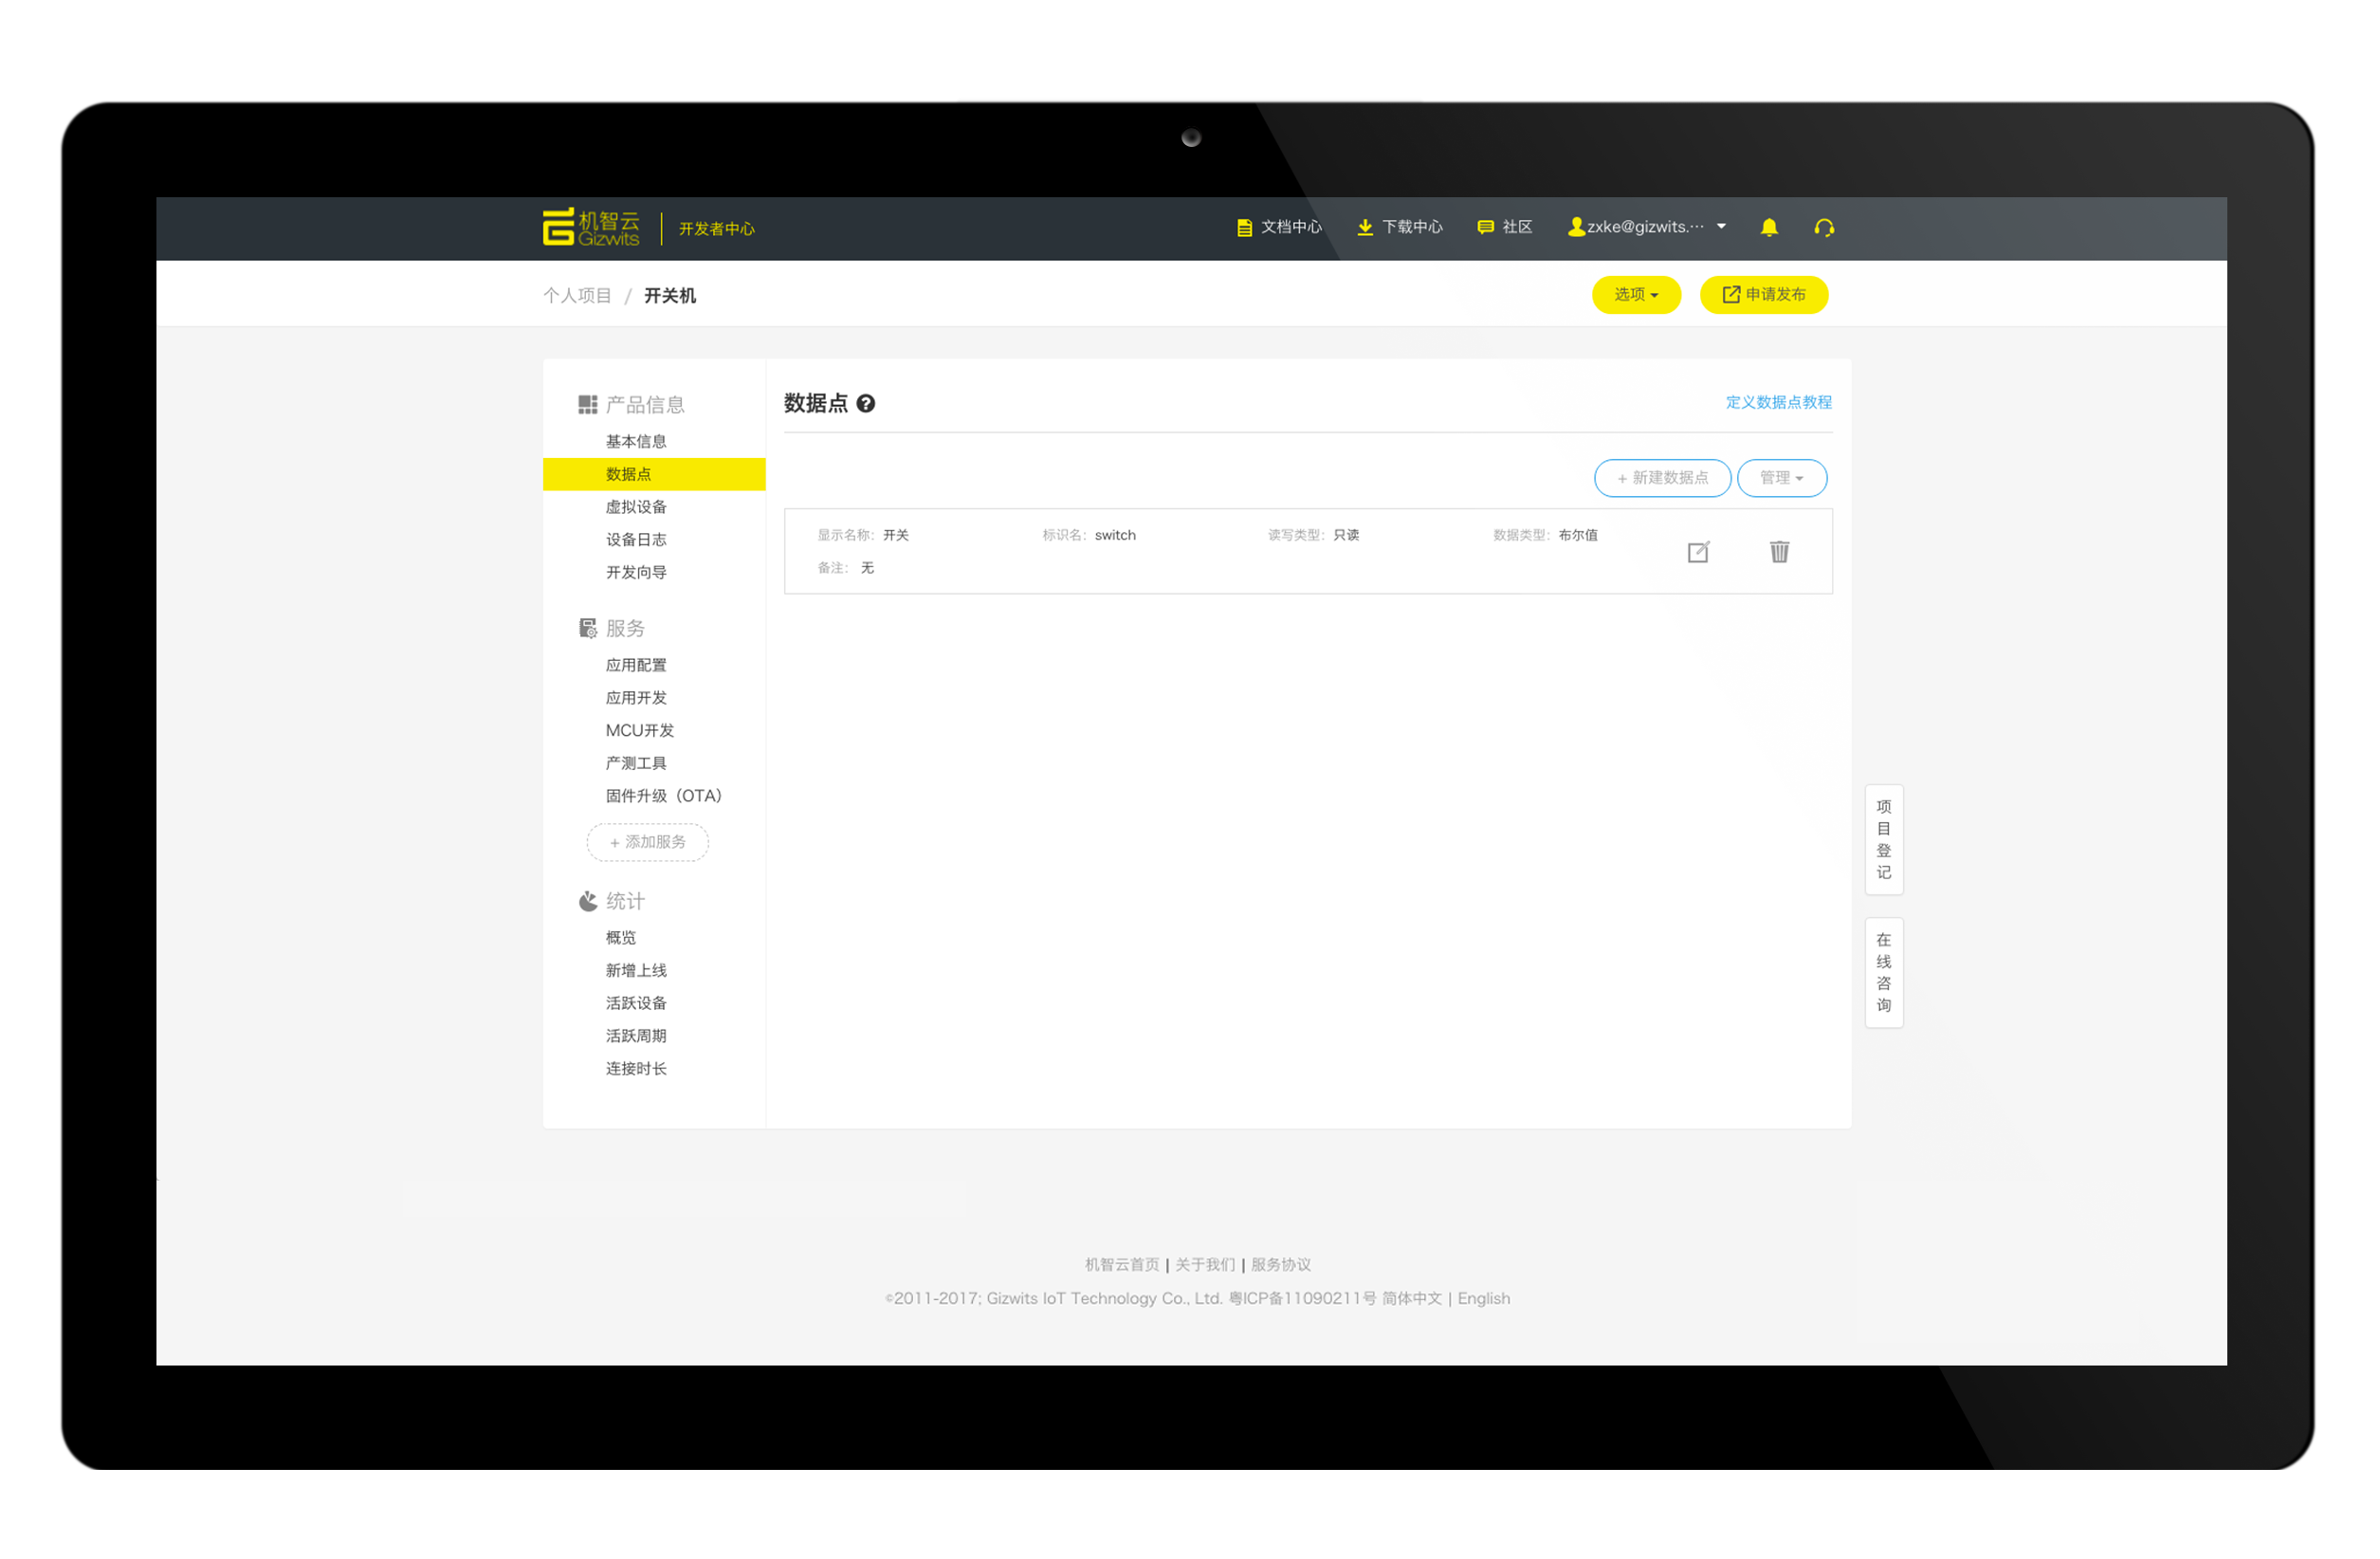 机智云 Gizwits 开发者中心 文档中心 下载中心 社区 zxke@gizwits.··· 
个人项目 / 开关机 选项 申请发布
产品信息
基本信息
数据点
虚拟设备
设备日志
开发向导
服务
应用配置
应用开发
MCU开发
产测工具
固件升级（OTA）
+ 添加服务
统计
概览
新增上线
活跃设备
活跃周期
连接时长
数据点 ? 定义数据点教程
+ 新建数据点 管理
显示名称： 开关 标识名： switch 读写类型： 只读 数据类型： 布尔值
备注： 无
项目登记
在线咨询
机智云首页 | 关于我们 | 服务协议
©2011-2017; Gizwits IoT Technology Co., Ltd. 粤ICP备11090211号 简体中文 | English